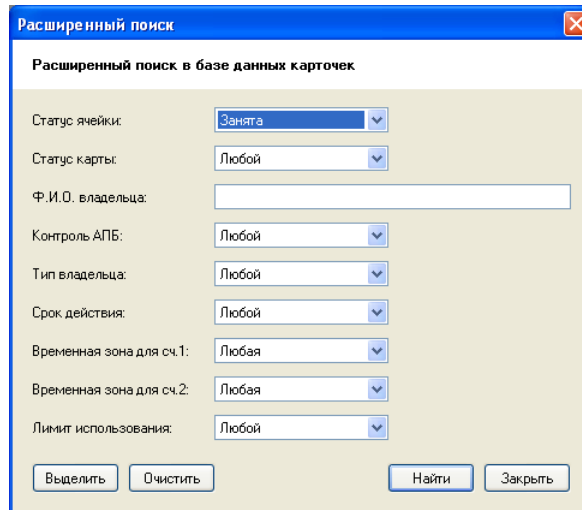 Расширенный поиск
Расширенный поиск в базе данных карточек
Статус ячейки: Занята
Статус карты: Любой
Ф.И.О. владельца:
Контроль АПБ: Любой
Тип владельца: Любой
Срок действия: Любой
Временная зона для сч.1: Любая
Временная зона для сч.2: Любая
Лимит использования: Любой
Выделить Очистить Найти Закрыть